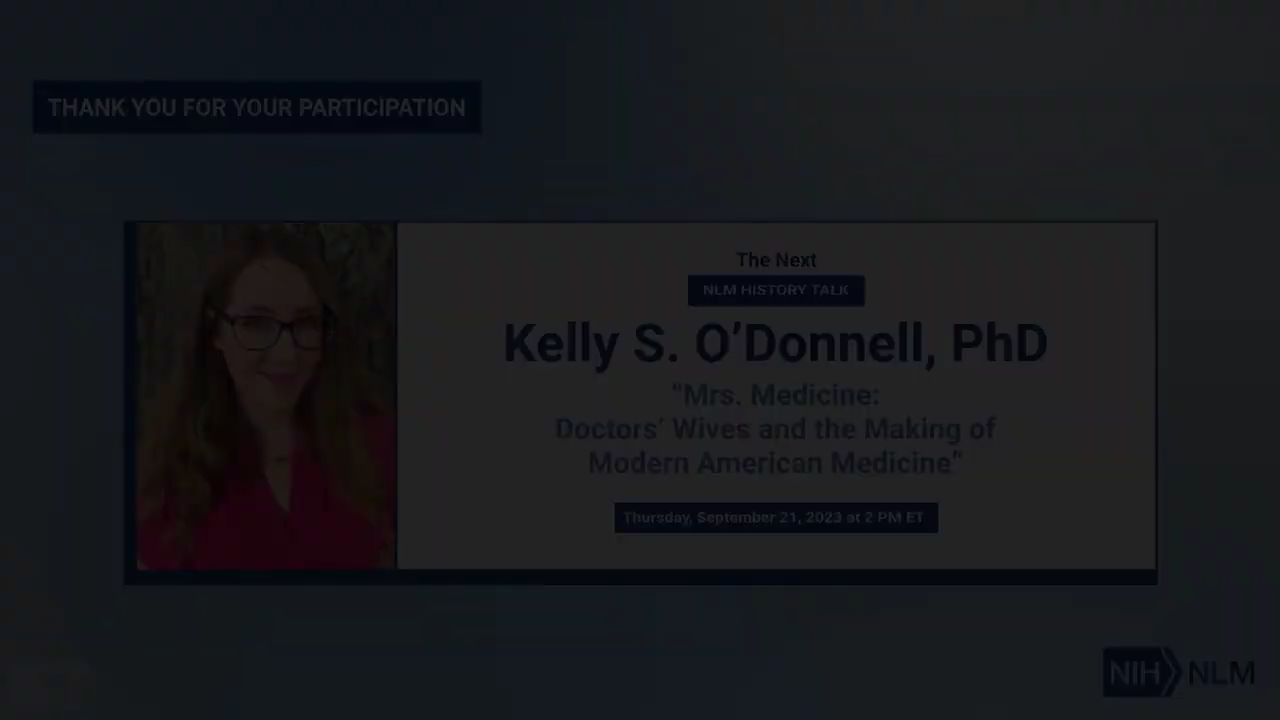 THANK YOU FOR YOUR PARTICIPATION
The Next
NLM HISTORY TALK
Kelly S. O’Donnell, PhD
“Mrs. Medicine:
Doctors’ Wives and the Making of
Modern American Medicine”
Thursday, September 21, 2023 at 2 PM ET
NIH NLM